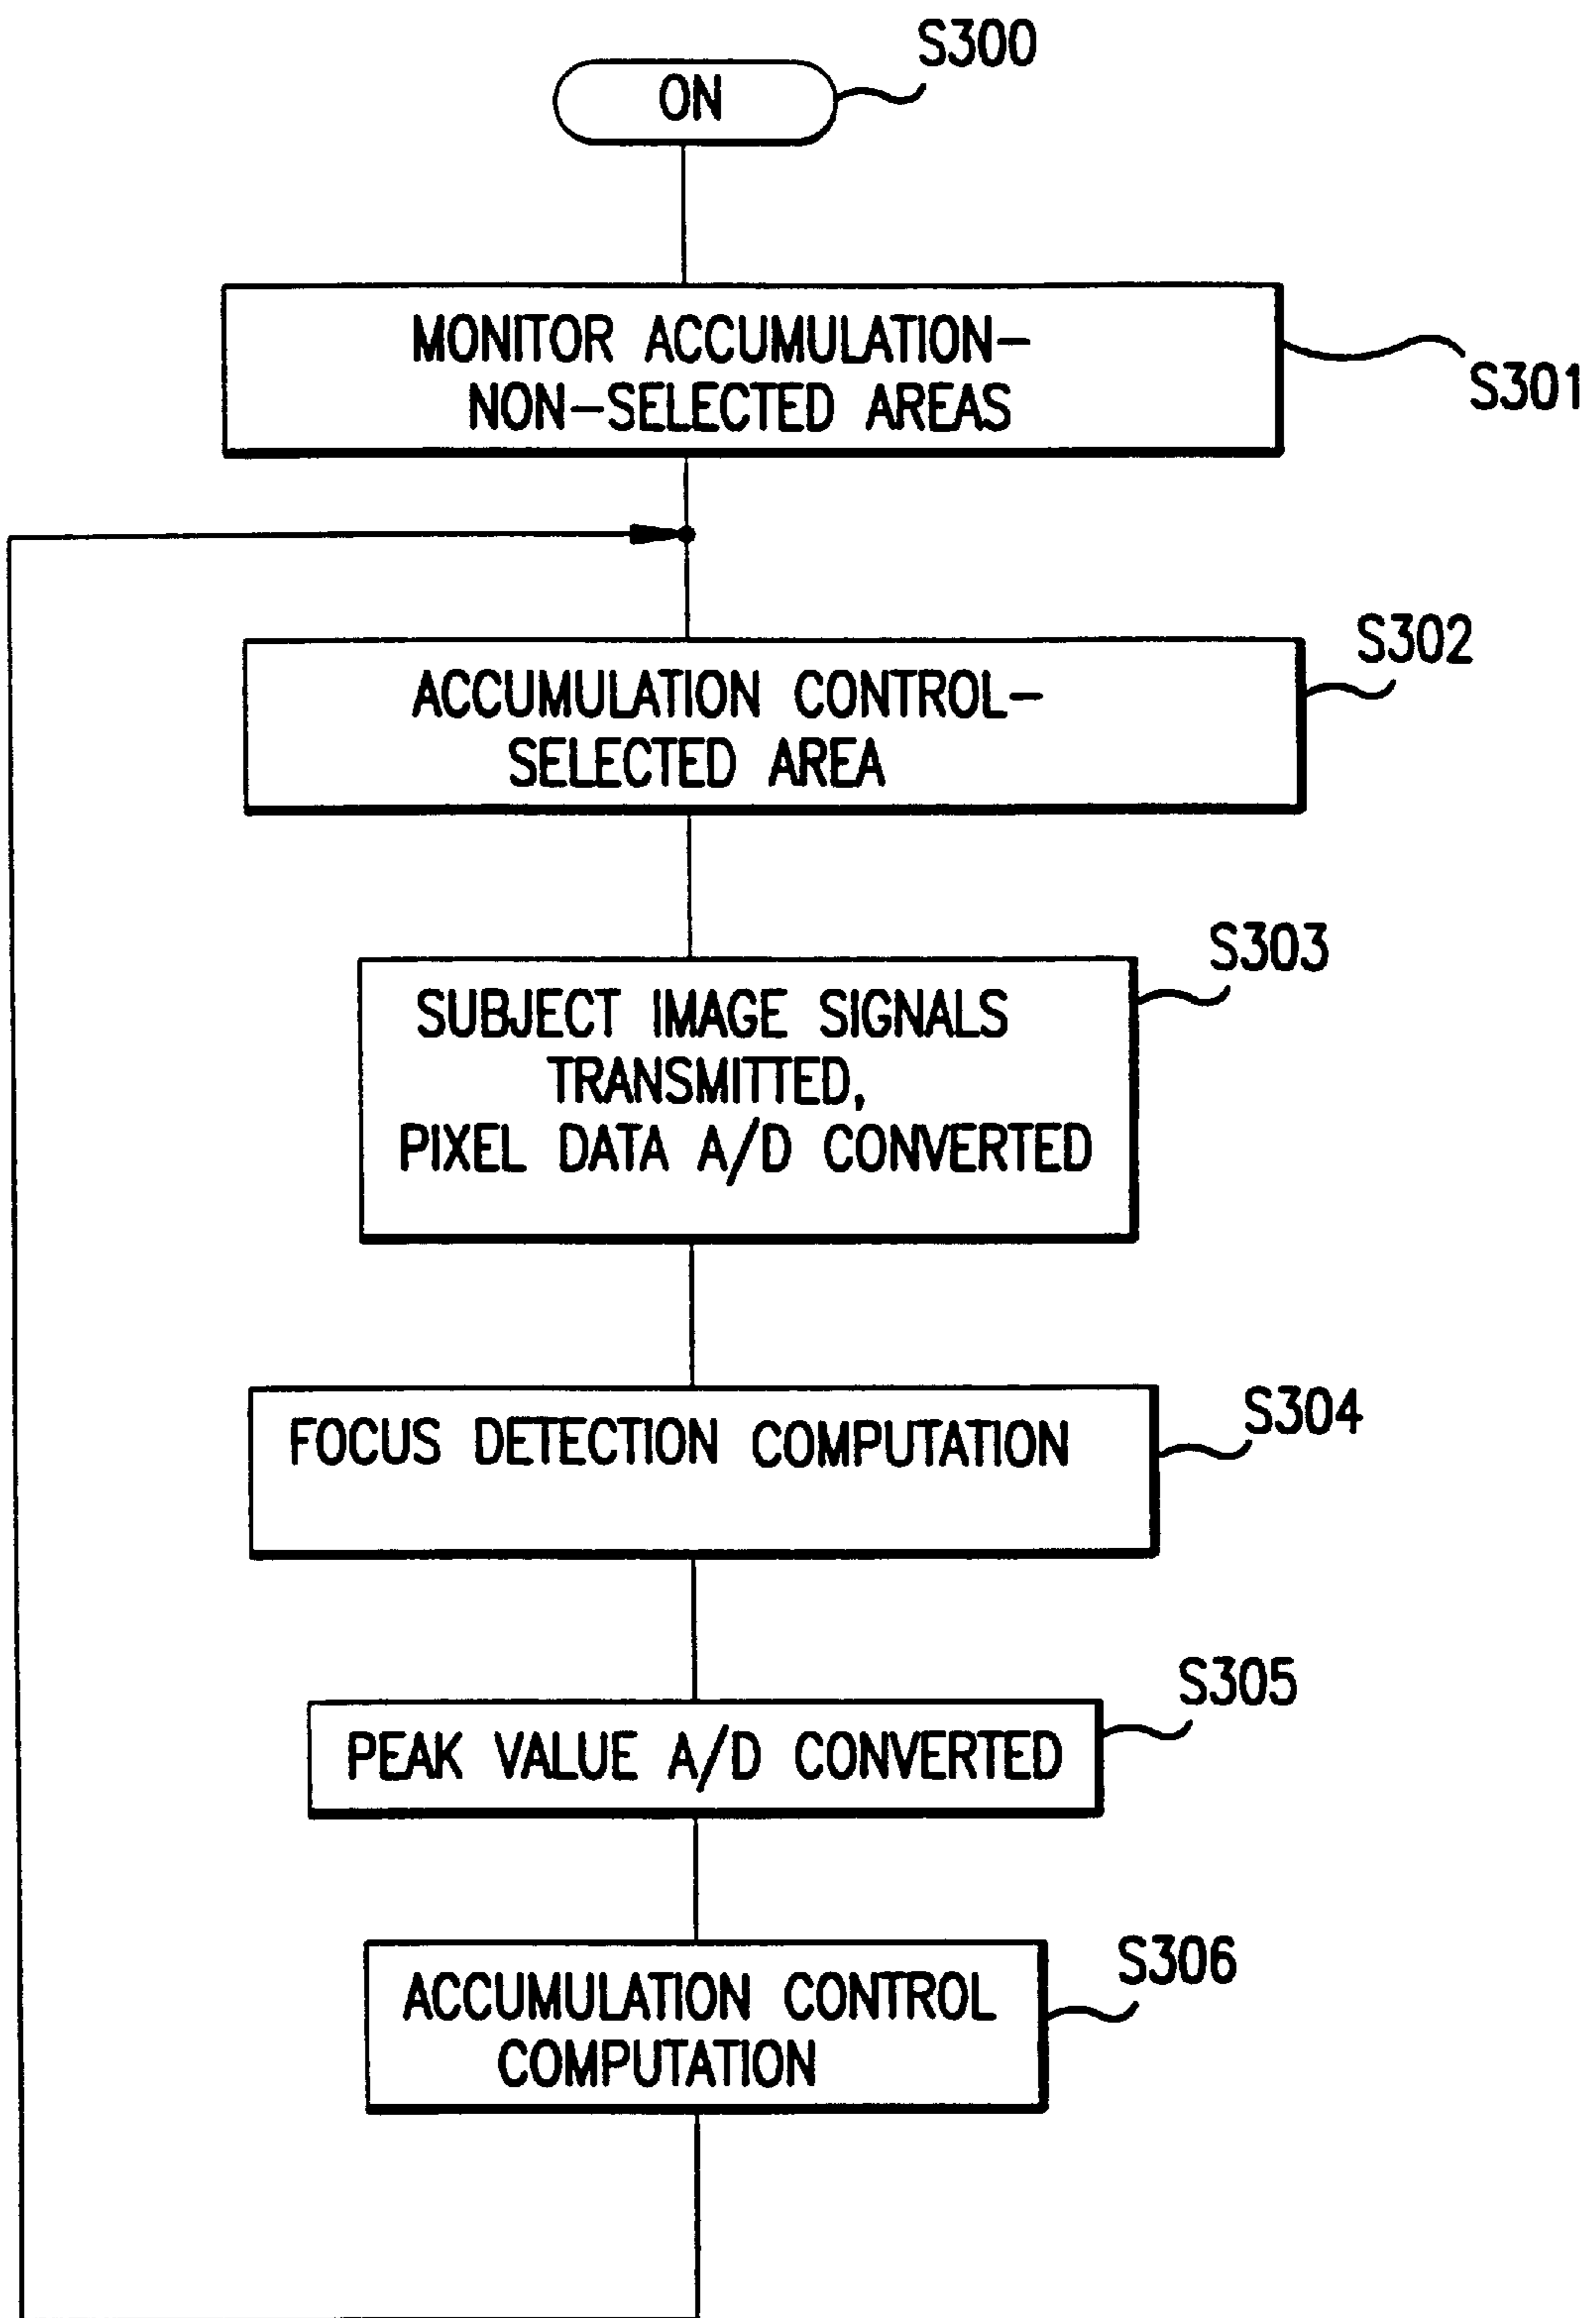 S300
ON
MONITOR ACCUMULATION-
NON-SELECTED AREAS
S301
S302
ACCUMULATION CONTROL-
SELECTED AREA
S303
SUBJECT IMAGE SIGNALS
TRANSMITTED,
PIXEL DATA A/D CONVERTED
S304
FOCUS DETECTION COMPUTATION
S305
PEAK VALUE A/D CONVERTED
S306
ACCUMULATION CONTROL
COMPUTATION